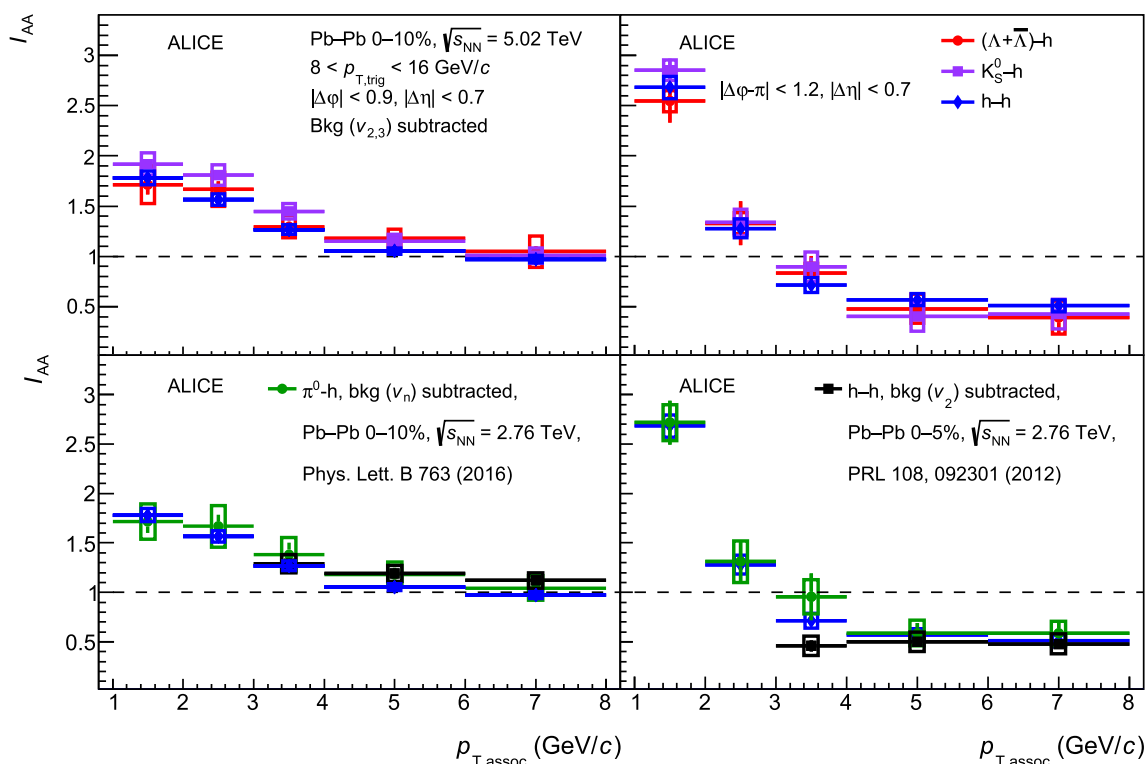 I_AA
ALICE
Pb–Pb 0–10%, √s_NN = 5.02 TeV
8 < p_T,trig < 16 GeV/c
|Δφ| < 0.9, |Δη| < 0.7
Bkg (v_2,3) subtracted
3
2.5
2
1.5
1
0.5
ALICE
|Δφ-π| < 1.2, |Δη| < 0.7
(Λ+Λ̅)–h
K⁰_S–h
h–h
I_AA
ALICE
π⁰-h, bkg (v_n) subtracted,
Pb–Pb 0–10%, √s_NN = 2.76 TeV,
Phys. Lett. B 763 (2016)
3
2.5
2
1.5
1
0.5
ALICE
h–h, bkg (v_2) subtracted,
Pb–Pb 0–5%, √s_NN = 2.76 TeV,
PRL 108, 092301 (2012)
1 2 3 4 5 6 7 8
1 2 3 4 5 6 7 8
p_T,assoc (GeV/c)
p_T,assoc (GeV/c)